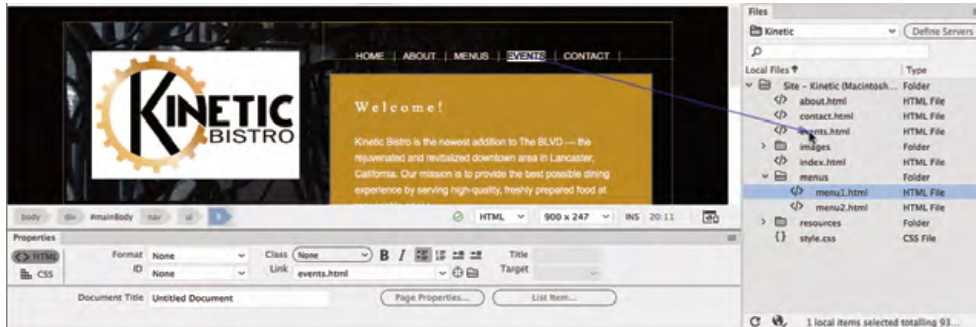 Files
Kinetic
Define Servers
Local Files
Type
Site – Kinetic (Macintosh...
Folder
about.html
HTML File
contact.html
HTML File
events.html
HTML File
images
Folder
index.html
HTML File
menus
Folder
menu1.html
HTML File
menu2.html
HTML File
resources
Folder
style.css
CSS File
1 local items selected totalling 93...
KINETIC
BISTRO
HOME | ABOUT | MENUS | EVENTS | CONTACT |
Welcome!
Kinetic Bistro is the newest addition to The BLVD — the
rejuvenated and revitalized downtown area in Lancaster,
California. Our mission is to provide the best possible dining
experience by serving high-quality, freshly prepared food at
body div #mainBody nav ul
HTML 900 x 247 INS 20:11
Properties
<> HTML Format None Class None B I Title
CSS ID None Link events.html Target
Document Title Untitled Document Page Properties... List Item...